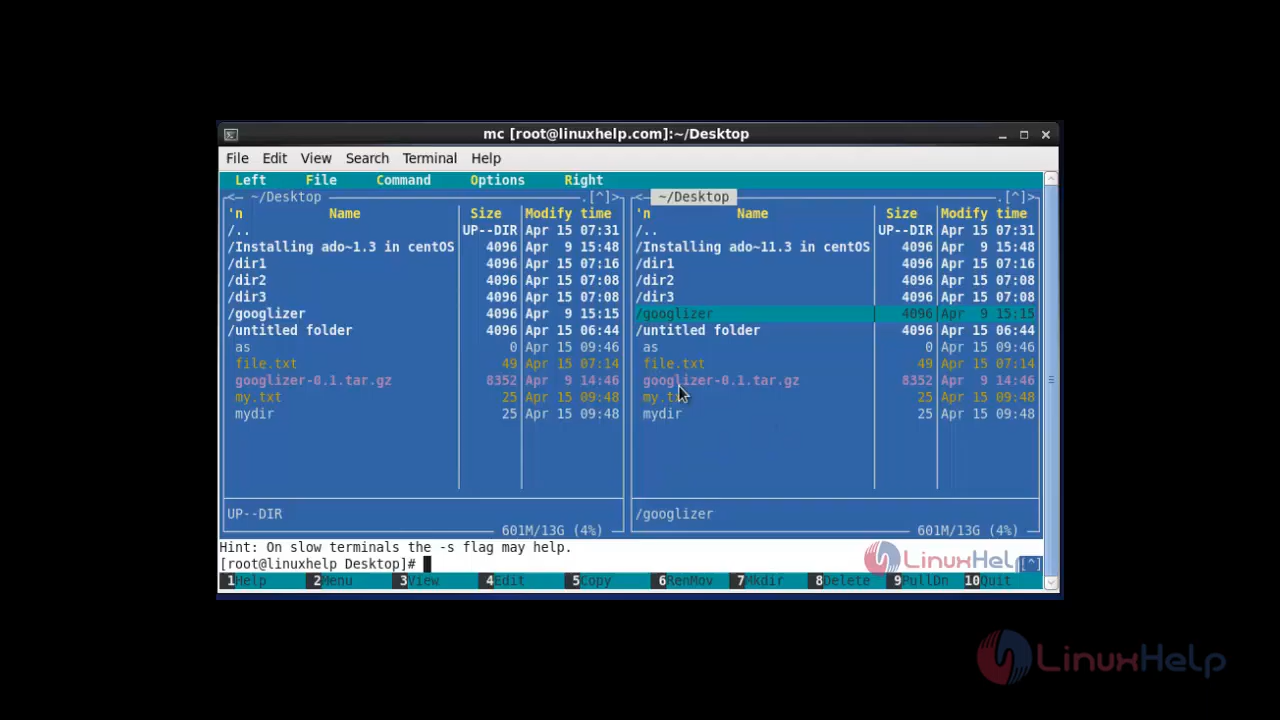 mc [root@linuxhelp.com]:~/Desktop
File Edit View Search Terminal Help
Left File Command Options Right
<— ~/Desktop .[^]> <— ~/Desktop .[^]>
'n Name Size Modify time 'n Name Size Modify time
/.. UP--DIR Apr 15 07:31 /.. UP--DIR Apr 15 07:31
/Installing ado~1.3 in centOS 4096 Apr 9 15:48 /Installing ado~11.3 in centOS 4096 Apr 9 15:48
/dir1 4096 Apr 15 07:16 /dir1 4096 Apr 15 07:16
/dir2 4096 Apr 15 07:08 /dir2 4096 Apr 15 07:08
/dir3 4096 Apr 15 07:08 /dir3 4096 Apr 15 07:08
/googlizer 4096 Apr 9 15:15 /googlizer 4096 Apr 9 15:15
/untitled folder 4096 Apr 15 06:44 /untitled folder 4096 Apr 15 06:44
as 0 Apr 15 09:46 as 0 Apr 15 09:46
file.txt 49 Apr 15 07:14 file.txt 49 Apr 15 07:14
googlizer-0.1.tar.gz 8352 Apr 9 14:46 googlizer-0.1.tar.gz 8352 Apr 9 14:46
my.txt 25 Apr 15 09:48 my.txt 25 Apr 15 09:48
mydir 25 Apr 15 09:48 mydir 25 Apr 15 09:48
UP--DIR /googlizer
601M/13G (4%) 601M/13G (4%)
Hint: On slow terminals the -s flag may help.
[root@linuxhelp Desktop]# LinuxHelp [^]
1Help 2Menu 3View 4Edit 5Copy 6RenMov 7Mkdir 8Delete 9PullDn 10Quit
LinuxHelp